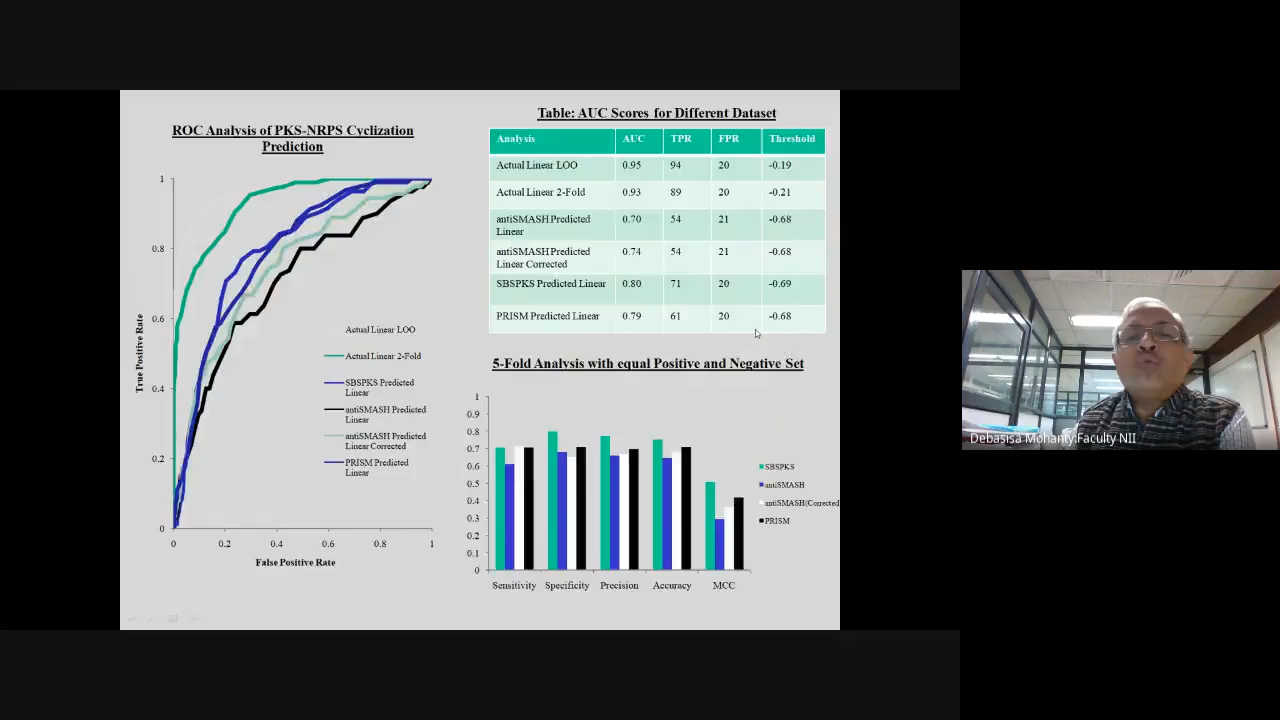 ROC Analysis of PKS-NRPS Cyclization
Prediction
1
0.8
0.6
0.4
0.2
0
0
0.2
0.4
0.6
0.8
1
True Positive Rate
False Positive Rate
Actual Linear LOO
Actual Linear 2-Fold
SBSPKS Predicted
Linear
antiSMASH Predicted
Linear
antiSMASH Predicted
Linear Corrected
PRISM Predicted
Linear
Table: AUC Scores for Different Dataset
Analysis AUC TPR FPR Threshold
Actual Linear LOO 0.95 94 20 -0.19
Actual Linear 2-Fold 0.93 89 20 -0.21
antiSMASH Predicted 0.70 54 21 -0.68
Linear
antiSMASH Predicted 0.74 54 21 -0.68
Linear Corrected
SBSPKS Predicted Linear 0.80 71 20 -0.69
PRISM Predicted Linear 0.79 61 20 -0.68
5-Fold Analysis with equal Positive and Negative Set
1
0.9
0.8
0.7
0.6
0.5
0.4
0.3
0.2
0.1
0
Sensitivity Specificity Precision Accuracy MCC
SBSPKS
antiSMASH
antiSMASH(Corrected
PRISM
Debasisa Mohanty:Faculty NII